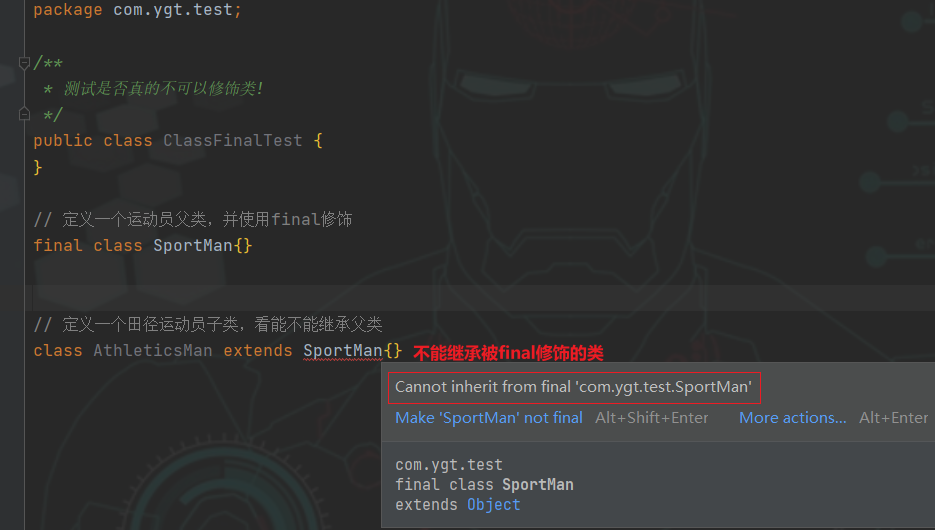 package com.ygt.test;
/**
* 测试是否真的不可以修饰类！
*/
public class ClassFinalTest {
}
// 定义一个运动员父类，并使用final修饰
final class SportMan{}
// 定义一个田径运动员子类，看能不能继承父类
class AthleticsMan extends SportMan{} 不能继承被final修饰的类
Cannot inherit from final 'com.ygt.test.SportMan'
Make 'SportMan' not final Alt+Shift+Enter More actions... Alt+Enter
com.ygt.test
final class SportMan
extends Object